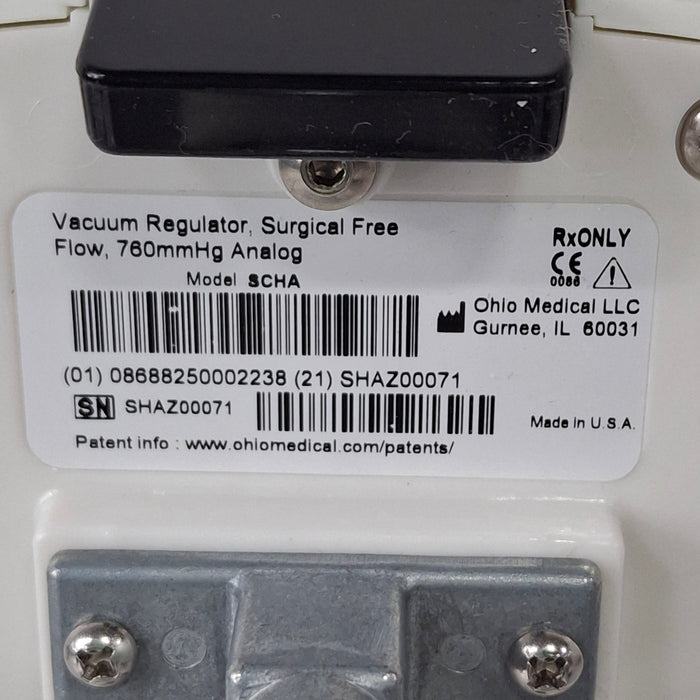 Vacuum Regulator, Surgical Free
Flow, 760mmHg Analog
Model SCHA
RxONLY
CE
0086
Ohio Medical LLC
Gurnee, IL 60031
(01) 08688250002238 (21) SHAZ00071
SN SHAZ00071
Made in U.S.A.
Patent info : www.ohiomedical.com/patents/